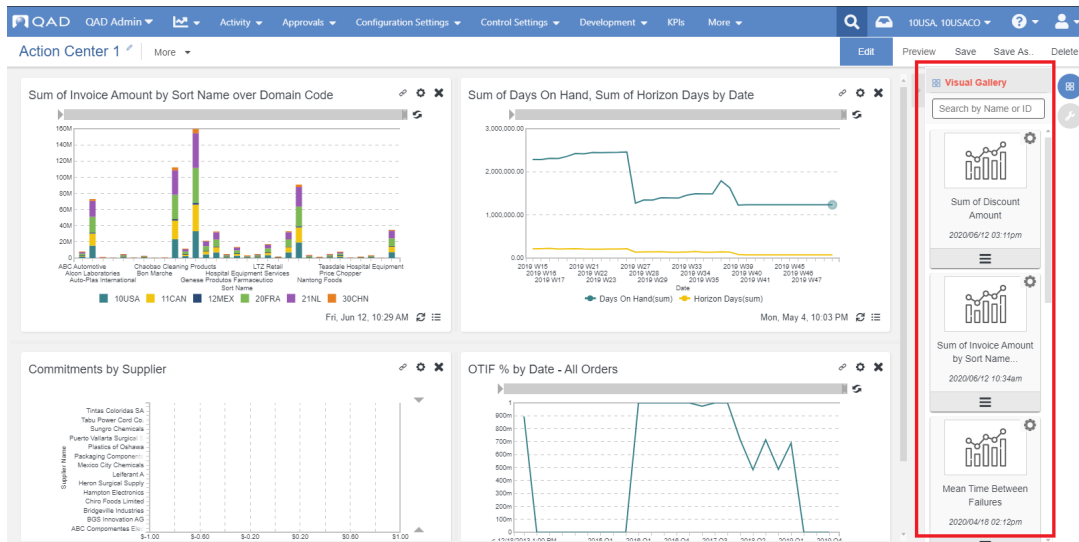 QAD QAD Admin Activity Approvals Configuration Settings Control Settings Development KPIs More 10USA, 10USACO ?
Action Center 1 More Edit Preview Save Save As.. Delete
Sum of Invoice Amount by Sort Name over Domain Code
160M
140M
120M
100M
80M
60M
40M
20M
0
ABC Automotive Chaobao Cleaning Products LTZ Retail Teasdale Hospital Equipment
Alcon Laboratories Bon Marche Hospital Equipment Services Price Chopper
Auto-Plas International Genese Produtos Farmaceutico Nantong Foods
Sort Name
10USA 11CAN 12MEX 20FRA 21NL 30CHN
Fri, Jun 12, 10:29 AM
Sum of Days On Hand, Sum of Horizon Days by Date
3,000,000.00
2,000,000.00
1,000,000.00
0.00
2019 W15 2019 W21 2019 W27 2019 W33 2019 W39 2019 W45
2019 W16 2019 W22 2019 W28 2019 W34 2019 W40 2019 W46
2019 W17 2019 W23 2019 W29 2019 W35 2019 W41 2019 W47
Date
Days On Hand(sum) Horizon Days(sum)
Mon, May 4, 10:03 PM
Commitments by Supplier
Supplier Name
Tintas Coloridas SA
Tabu Power Cord Co.
Sungro Chemicals
Puerto Vallarta Surgical
Plastics of Oshawa
Packaging Component
Mexico City Chemicals
Leiferant A
Heron Surgical Supply
Hampton Electronics
Chiro Foods Limited
Bridgeville Industries
BGS Innovation AG
ABC Componentes Ele
$-1.00 $-0.60 $-0.20 $0.20 $0.60 $1.00
OTIF % by Date - All Orders
1
900m
800m
700m
600m
500m
400m
300m
200m
100m
0
Visual Gallery
Search by Name or ID
Sum of Discount
Amount
2020/06/12 03:11pm
Sum of Invoice Amount
by Sort Name...
2020/06/12 10:34am
Mean Time Between
Failures
2020/04/18 02:12pm